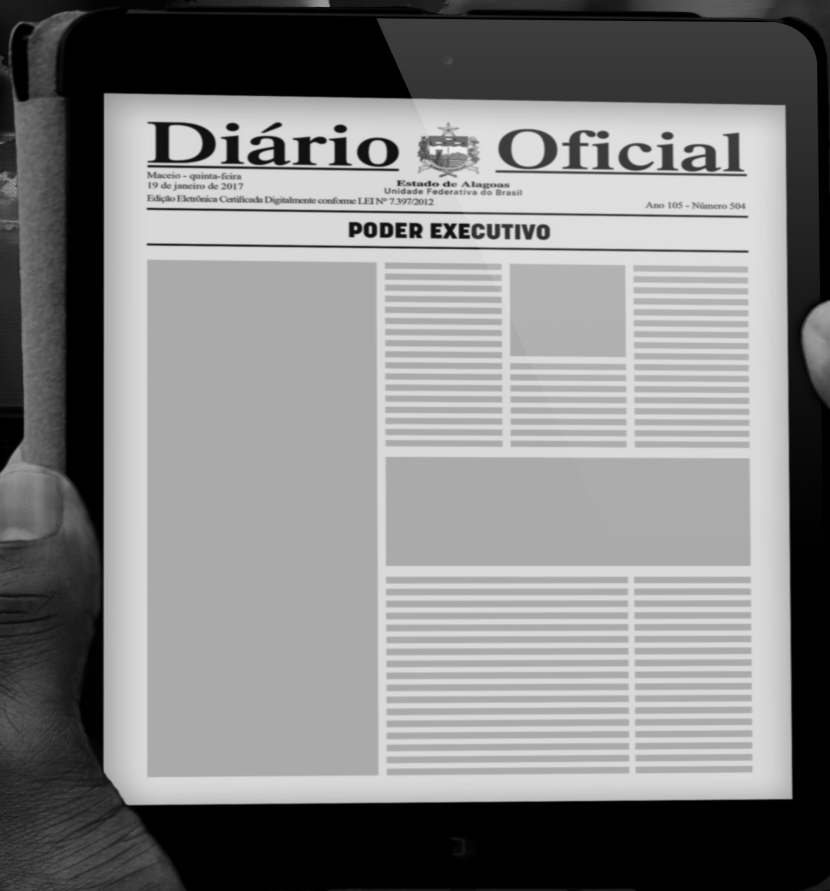 Diário Oficial
Estado de Alagoas
Unidade Federativa do Brasil
Maceio - quinta-feira
19 de janeiro de 2017
Edição Eletrônica Certificada Digitalmente conforme LEI Nº 7.397/2012
Ano 105 - Número 504
PODER EXECUTIVO